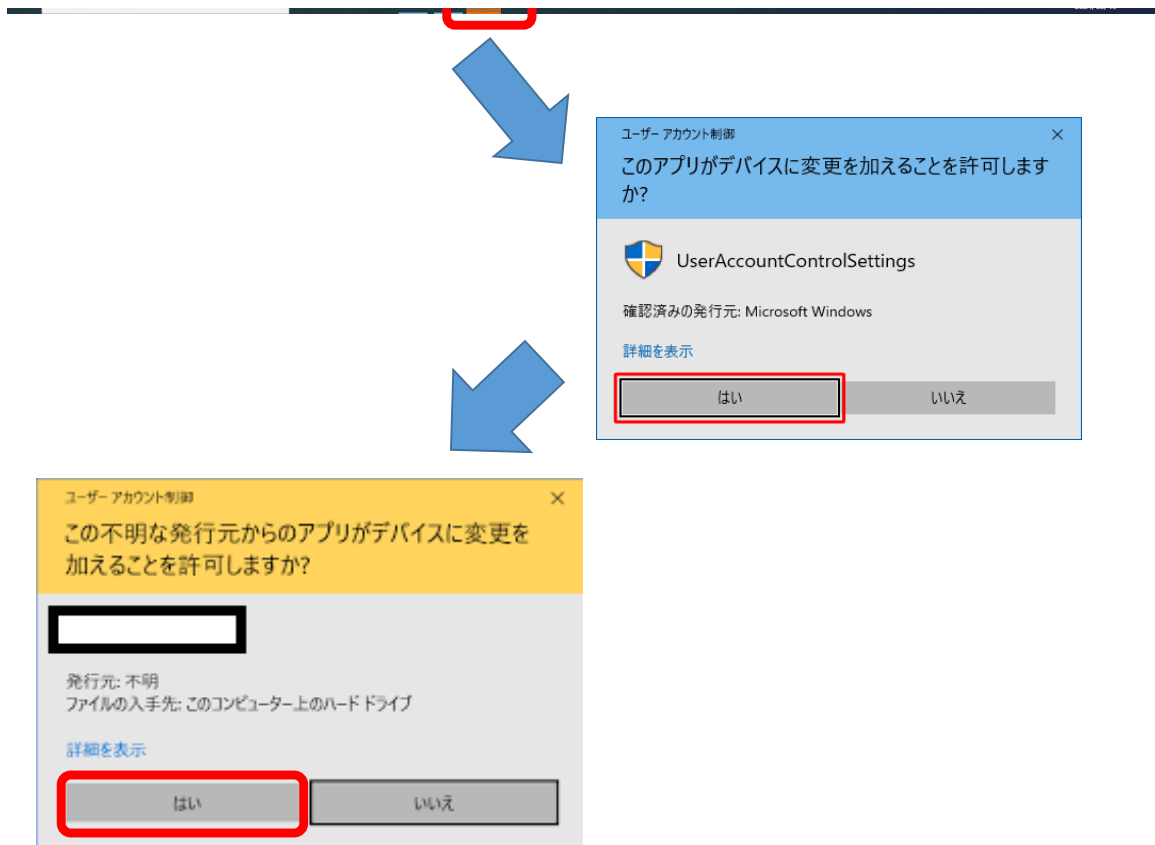 ユーザー アカウント制御
このアプリがデバイスに変更を加えることを許可します
か?
UserAccountControlSettings
確認済みの発行元: Microsoft Windows
詳細を表示
はい
いいえ
ユーザー アカウント制御
この不明な発行元からのアプリがデバイスに変更を
加えることを許可しますか?
発行元: 不明
ファイルの入手先: このコンピューター上のハード ドライブ
詳細を表示
はい
いいえ